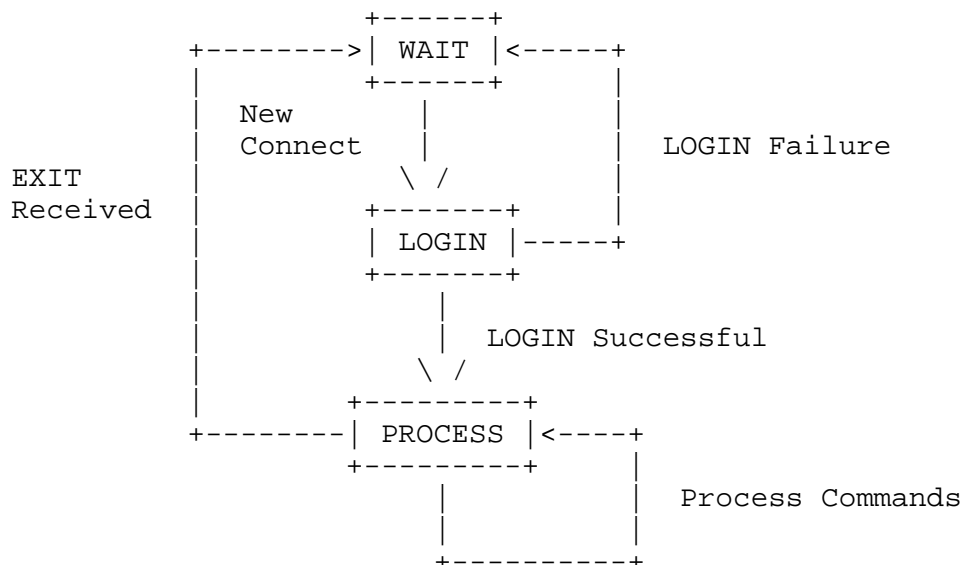 WAIT
New
Connect
LOGIN Failure
EXIT
Received
LOGIN
LOGIN Successful
PROCESS
Process Commands